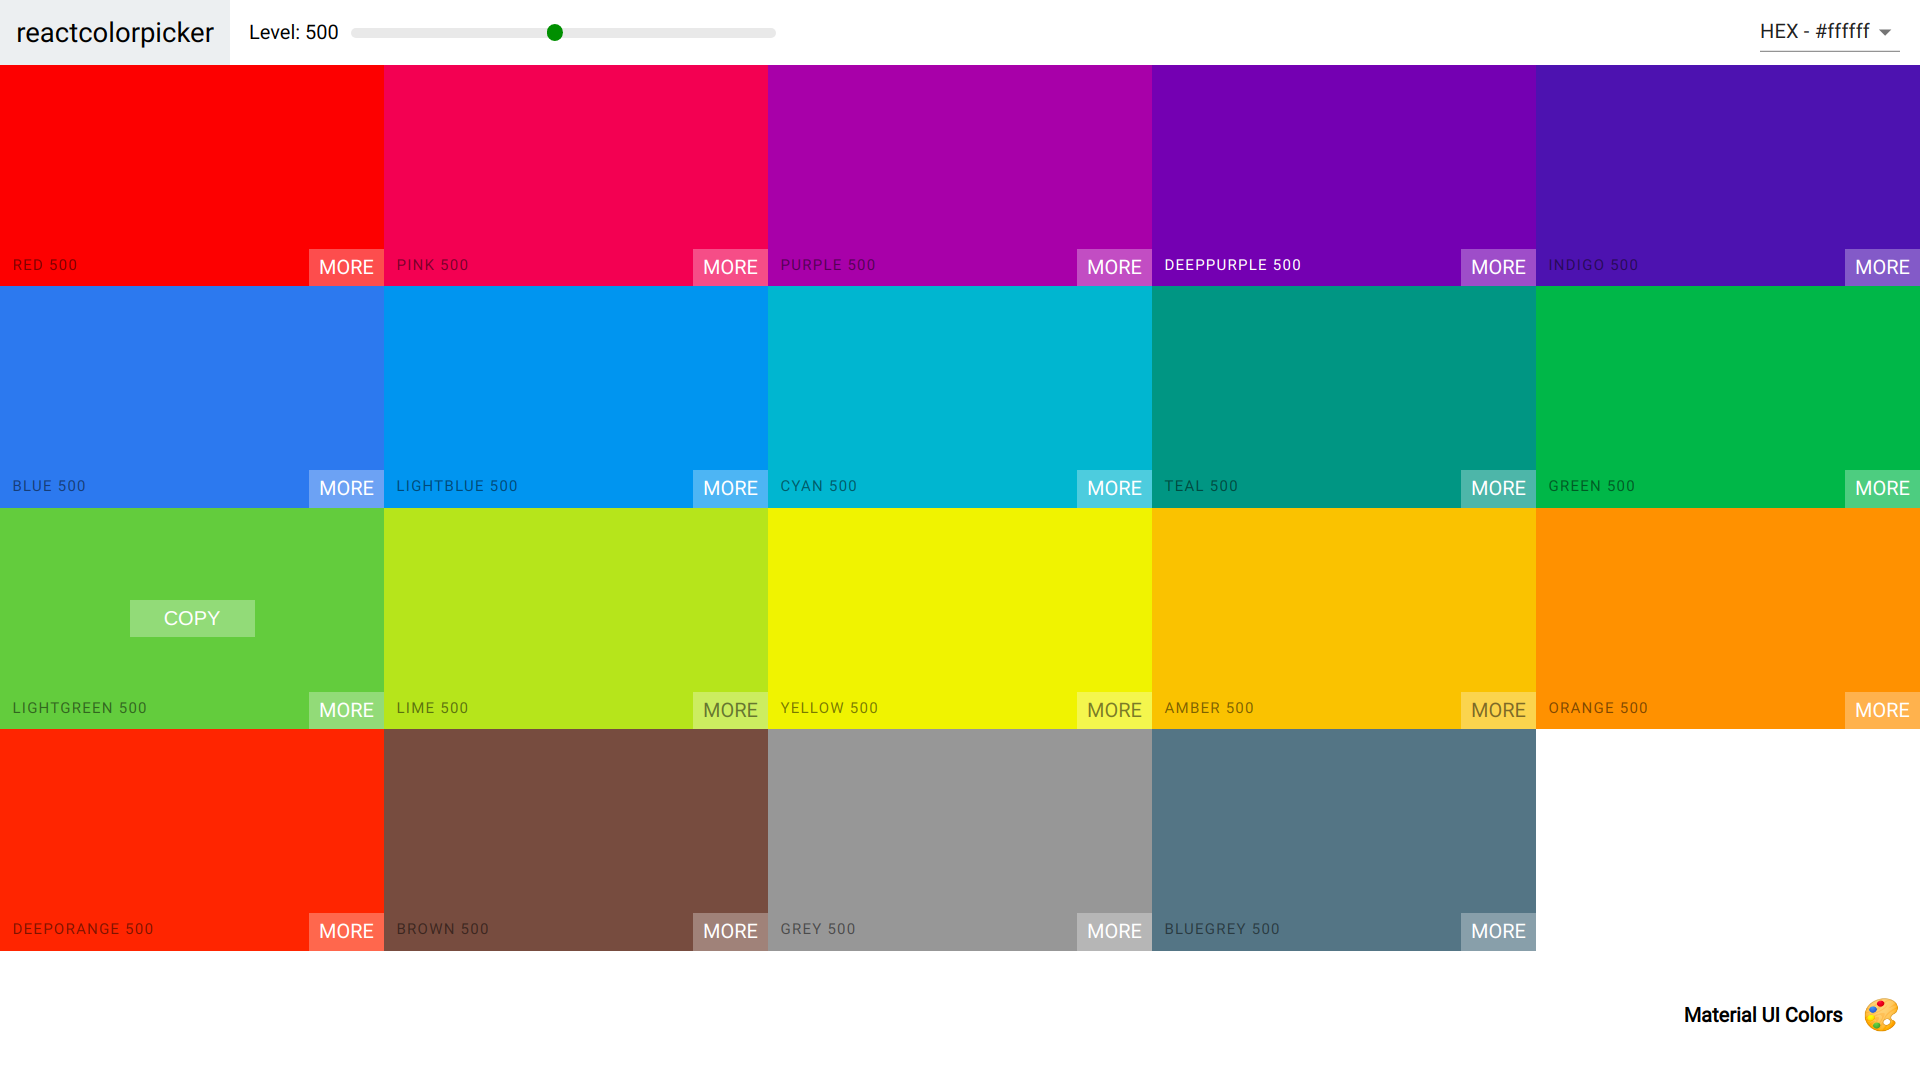 reactcolorpicker Level: 500 HEX - #ffffff
RED 500 MORE PINK 500 MORE PURPLE 500 MORE DEEPPURPLE 500 MORE INDIGO 500 MORE
BLUE 500 MORE LIGHTBLUE 500 MORE CYAN 500 MORE TEAL 500 MORE GREEN 500 MORE
COPY
LIGHTGREEN 500 MORE LIME 500 MORE YELLOW 500 MORE AMBER 500 MORE ORANGE 500 MORE
DEEPORANGE 500 MORE BROWN 500 MORE GREY 500 MORE BLUEGREY 500 MORE
Material UI Colors